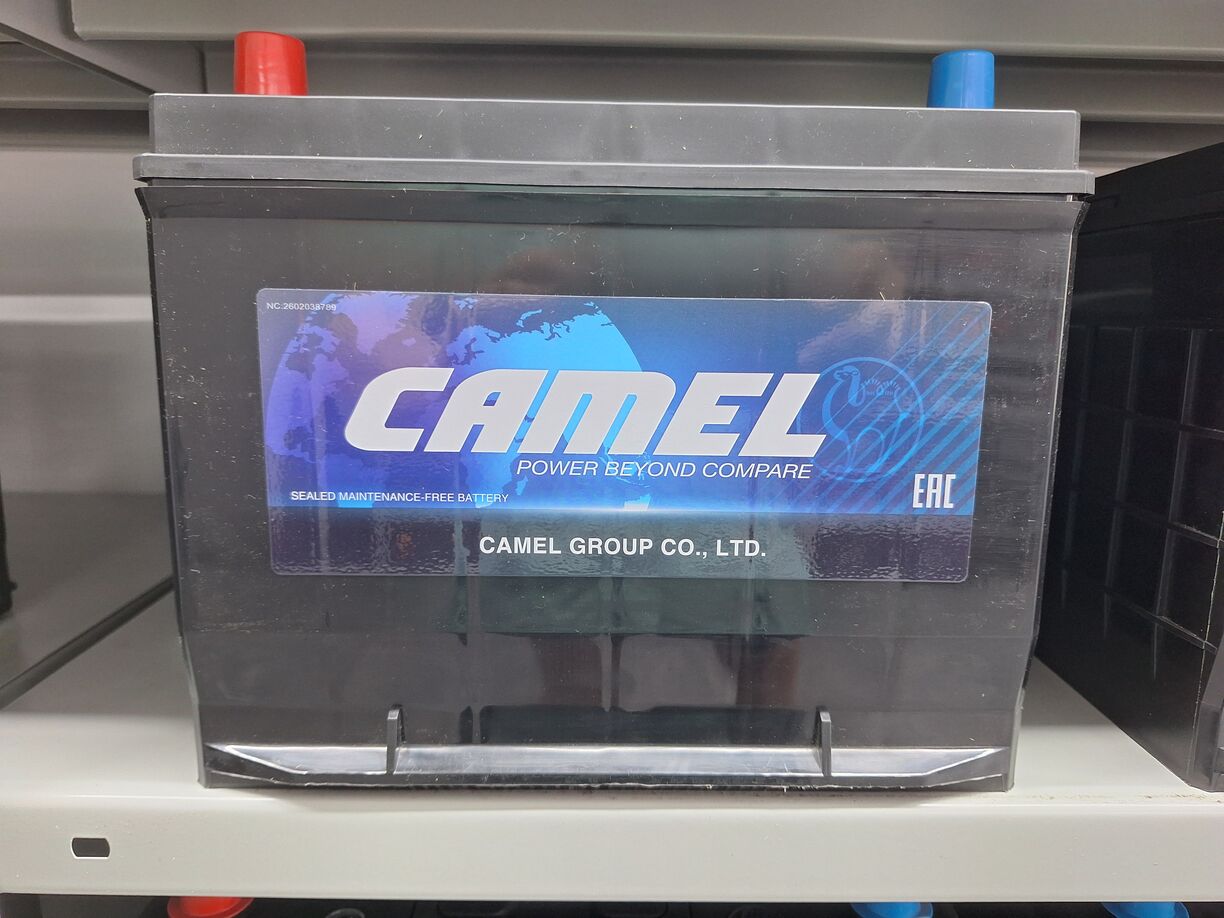 NC:2602038789
CAMEL
POWER BEYOND COMPARE
SEALED MAINTENANCE-FREE BATTERY
EAC
CAMEL GROUP CO., LTD.